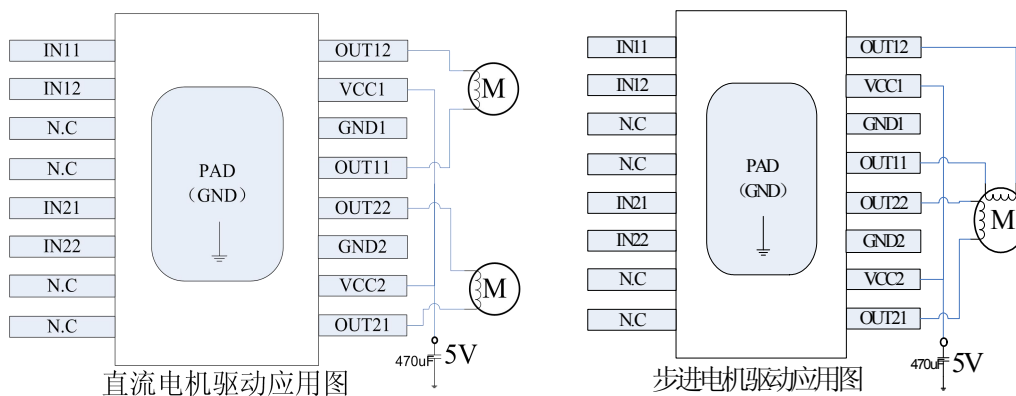 IN11
IN12
N.C
N.C
IN21
IN22
N.C
N.C
PAD
（GND）
OUT12
VCC1
GND1
OUT11
OUT22
GND2
VCC2
OUT21
M
M
470uF 5V
直流电机驱动应用图
IN11
IN12
N.C
N.C
IN21
IN22
N.C
N.C
PAD
(GND)
OUT12
VCC1
GND1
OUT11
OUT22
GND2
VCC2
OUT21
M
470uF 5V
步进电机驱动应用图